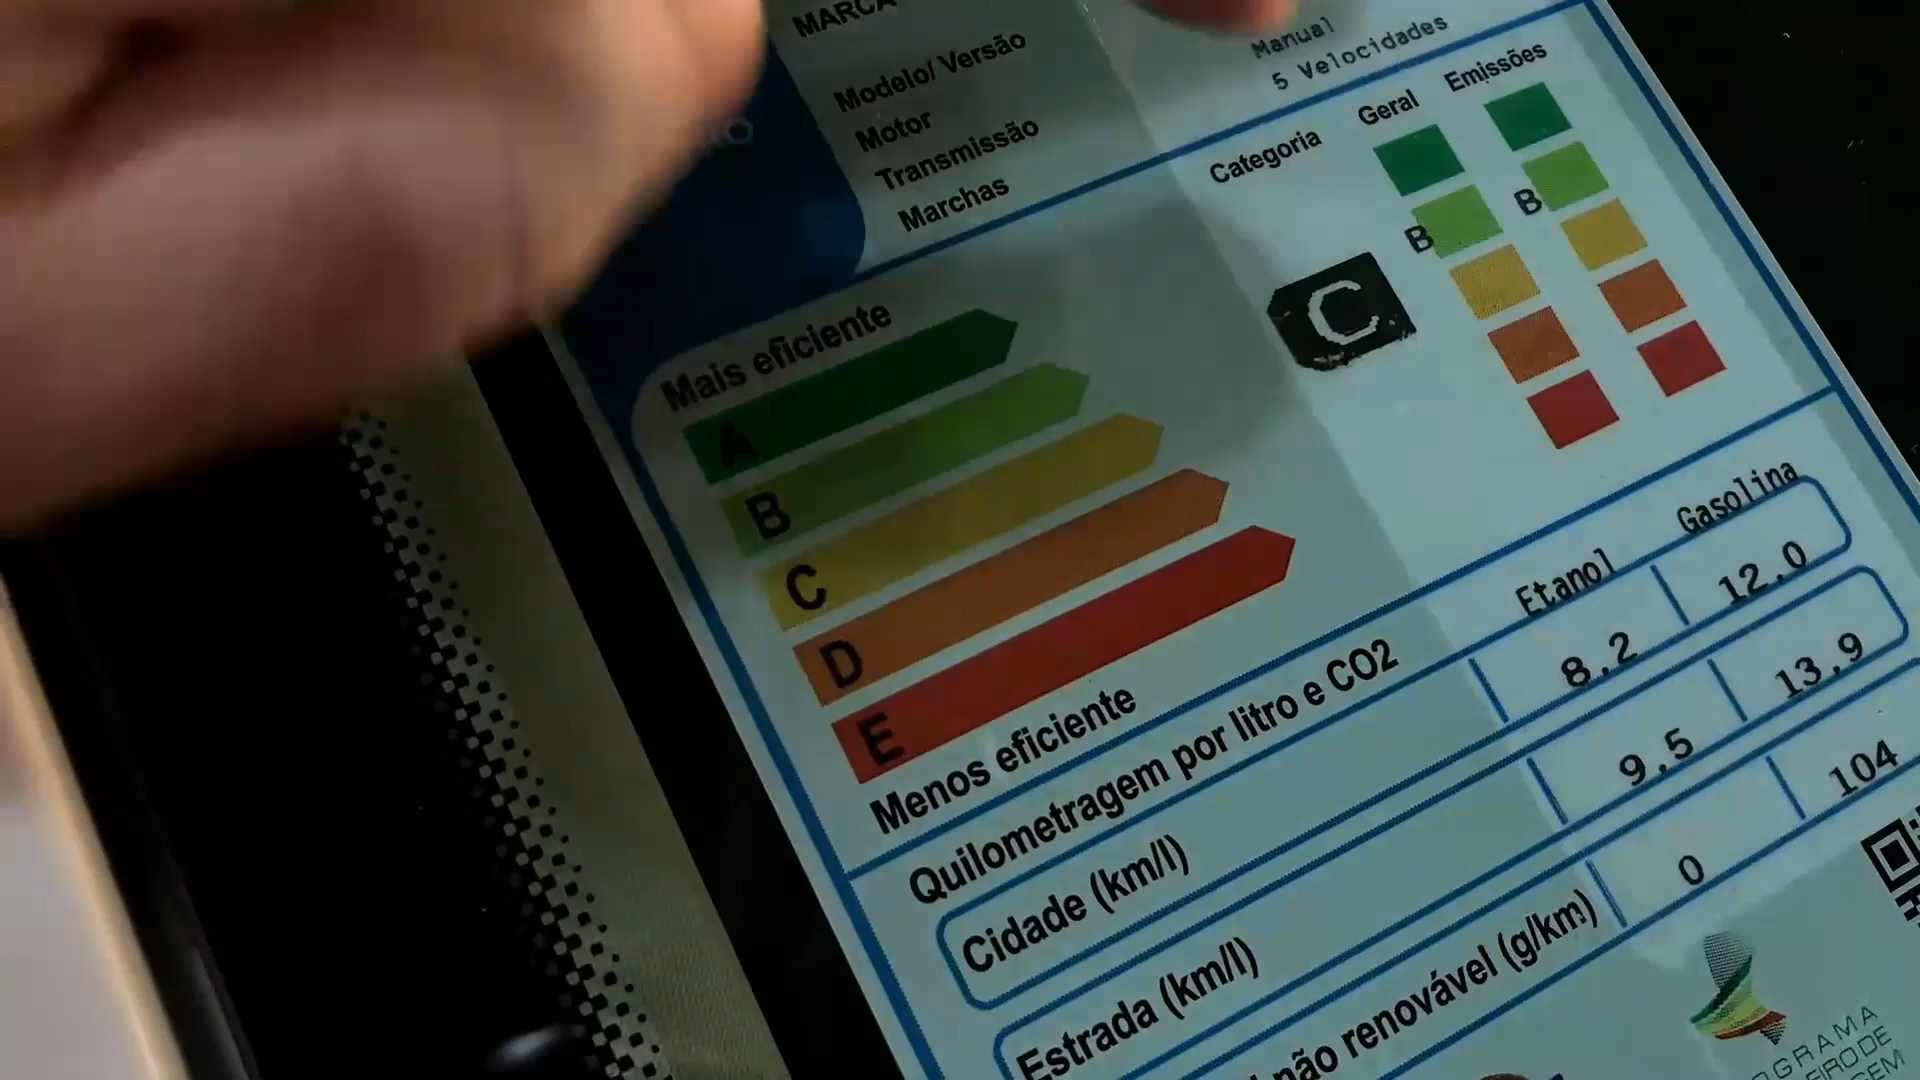 MARCA
Modelo/ Versão
Motor
Transmissão
Marchas
Manual
5 Velocidades
Categoria
Geral
Emissões
B
B
C
Mais eficiente
A
B
C
D
E
Menos eficiente
Quilometragem por litro e CO2
Etanol
Gasolina
Cidade (km/l)
8.2
12.0
Estrada (km/l)
9.5
13.9
não renovável (g/km)
0
104